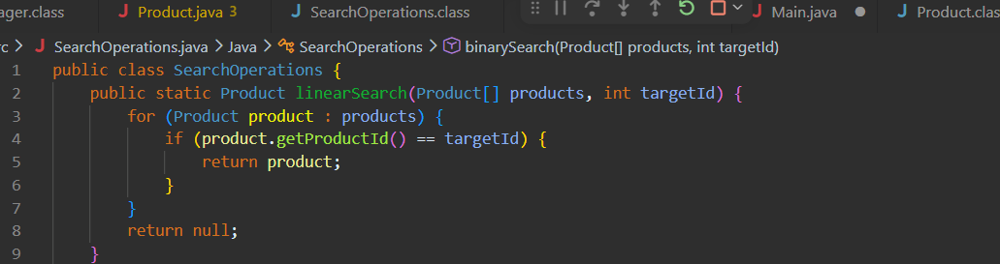 ager.class Product.java 3 SearchOperations.class Main.java Product.clas
rc > SearchOperations.java > Java > SearchOperations > binarySearch(Product[] products, int targetId)
1 public class SearchOperations {
2 public static Product linearSearch(Product[] products, int targetId) {
3 for (Product product : products) {
4 if (product.getProductId() == targetId) {
5 return product;
6 }
7 }
8 return null;
9 }